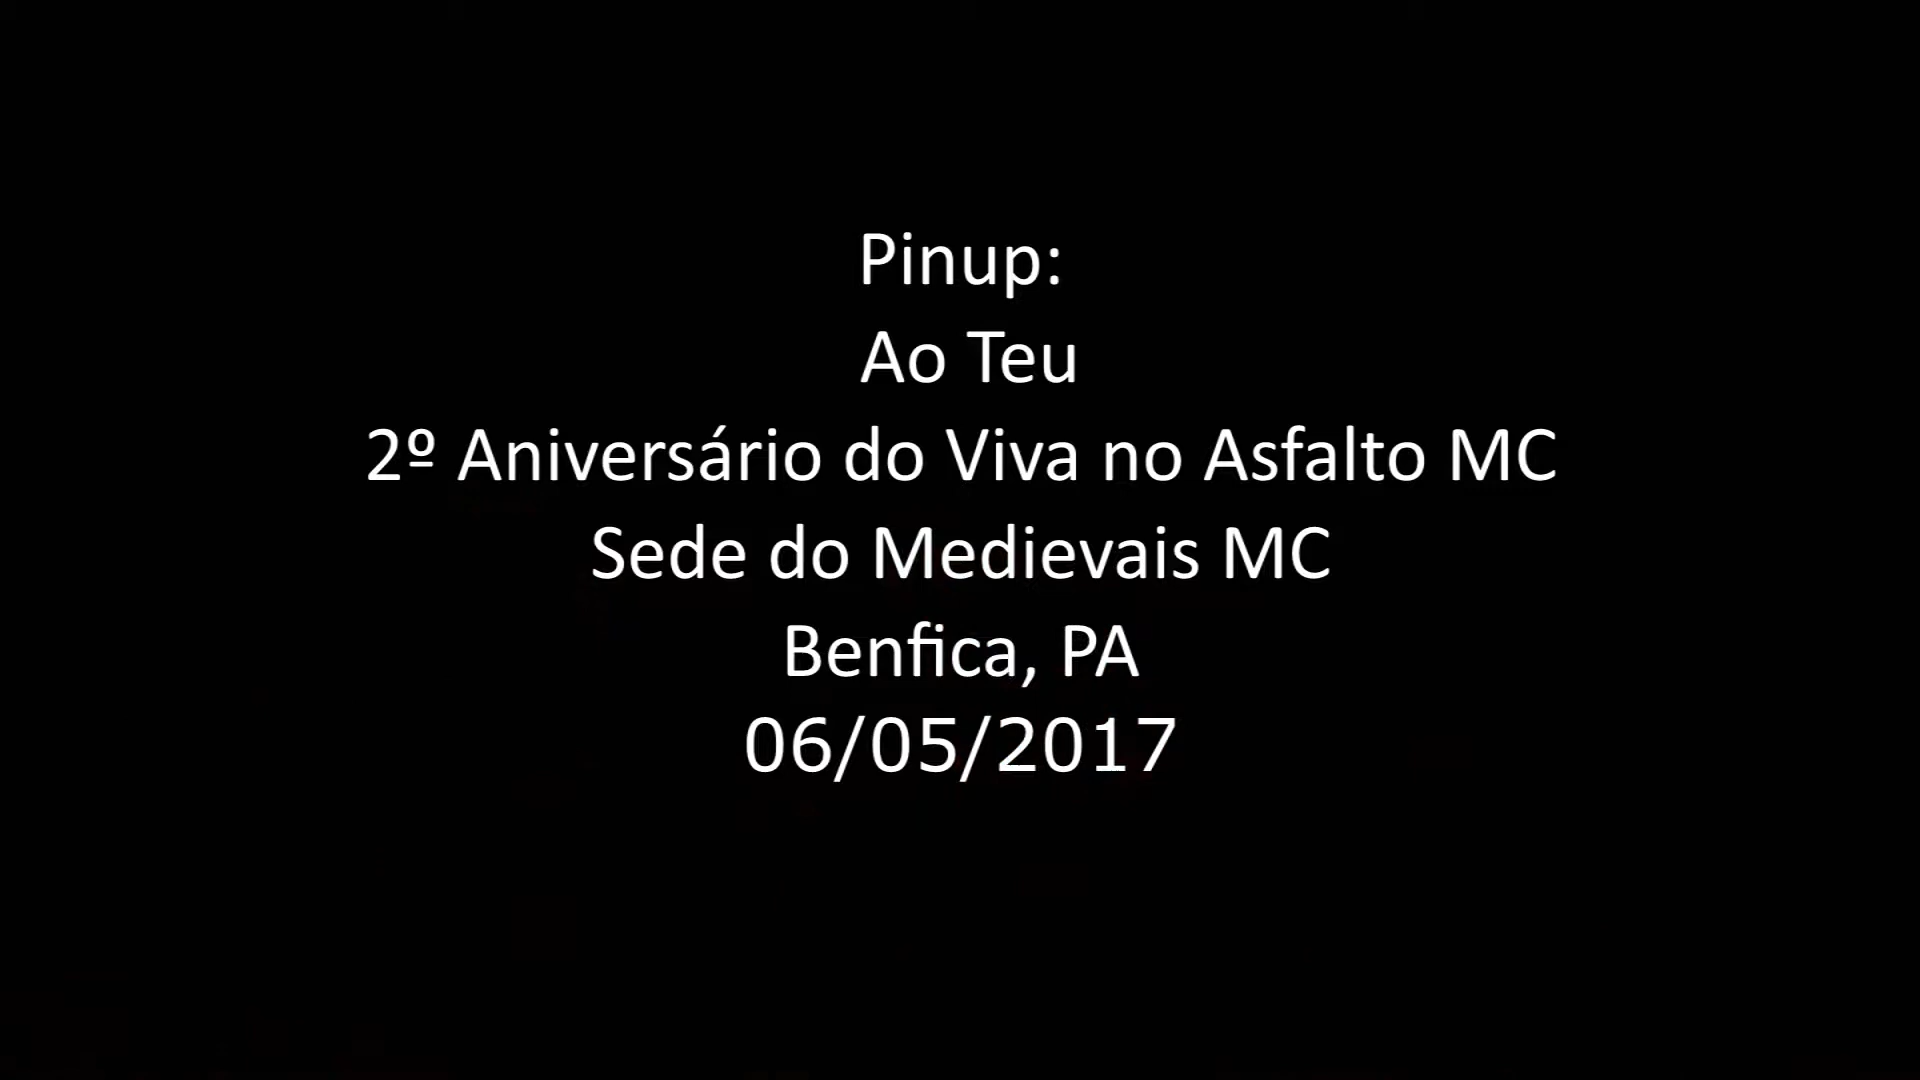 Pinup:
Ao Teu
2º Aniversário do Viva no Asfalto MC
Sede do Medievais MC
Benfica, PA
06/05/2017